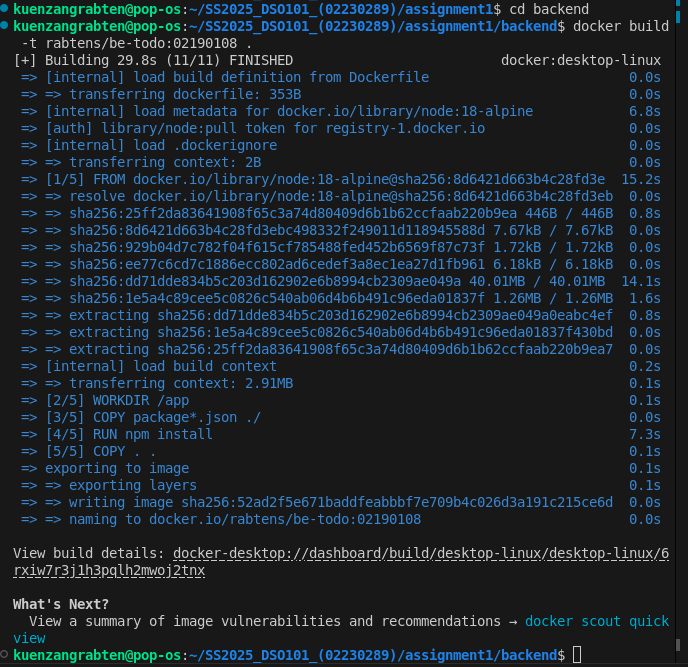 kuenzangrabten@pop-os:~/SS2025_DSO101_(02230289)/assignment1$ cd backend
kuenzangrabten@pop-os:~/SS2025_DSO101_(02230289)/assignment1/backend$ docker build
 -t rabtens/be-todo:02190108 .
[+] Building 29.8s (11/11) FINISHED docker:desktop-linux
 => [internal] load build definition from Dockerfile 0.0s
 => => transferring dockerfile: 353B 0.0s
 => [internal] load metadata for docker.io/library/node:18-alpine 6.8s
 => [auth] library/node:pull token for registry-1.docker.io 0.0s
 => [internal] load .dockerignore 0.0s
 => => transferring context: 2B 0.0s
 => [1/5] FROM docker.io/library/node:18-alpine@sha256:8d6421d663b4c28fd3e 15.2s
 => => resolve docker.io/library/node:18-alpine@sha256:8d6421d663b4c28fd3eb 0.0s
 => => sha256:25ff2da83641908f65c3a74d80409d6b1b62ccfaab220b9ea 446B / 446B 0.8s
 => => sha256:8d6421d663b4c28fd3ebc498332f249011d118945588d 7.67kB / 7.67kB 0.0s
 => => sha256:929b04d7c782f04f615cf785488fed452b6569f87c73f 1.72kB / 1.72kB 0.0s
 => => sha256:ee77c6cd7c1886ecc802ad6cedef3a8ec1ea27d1fb961 6.18kB / 6.18kB 0.0s
 => => sha256:dd71dde834b5c203d162902e6b8994cb2309ae049a 40.01MB / 40.01MB 14.1s
 => => sha256:1e5a4c89cee5c0826c540ab06d4b6b491c96eda01837f 1.26MB / 1.26MB 1.6s
 => => extracting sha256:dd71dde834b5c203d162902e6b8994cb2309ae049a0eabc4ef 0.8s
 => => extracting sha256:1e5a4c89cee5c0826c540ab06d4b6b491c96eda01837f430bd 0.0s
 => => extracting sha256:25ff2da83641908f65c3a74d80409d6b1b62ccfaab220b9ea7 0.0s
 => [internal] load build context 0.2s
 => => transferring context: 2.91MB 0.1s
 => [2/5] WORKDIR /app 0.1s
 => [3/5] COPY package*.json ./ 0.0s
 => [4/5] RUN npm install 7.3s
 => [5/5] COPY . . 0.1s
 => exporting to image 0.1s
 => => exporting layers 0.1s
 => => writing image sha256:52ad2f5e671baddfeabbbf7e709b4c026d3a191c215ce6d 0.0s
 => => naming to docker.io/rabtens/be-todo:02190108 0.0s
View build details: docker-desktop://dashboard/build/desktop-linux/desktop-linux/6
rxiw7r3j1h3pqlh2mwoj2tnx
What's Next?
  View a summary of image vulnerabilities and recommendations → docker scout quick
view
kuenzangrabten@pop-os:~/SS2025_DSO101_(02230289)/assignment1/backend$